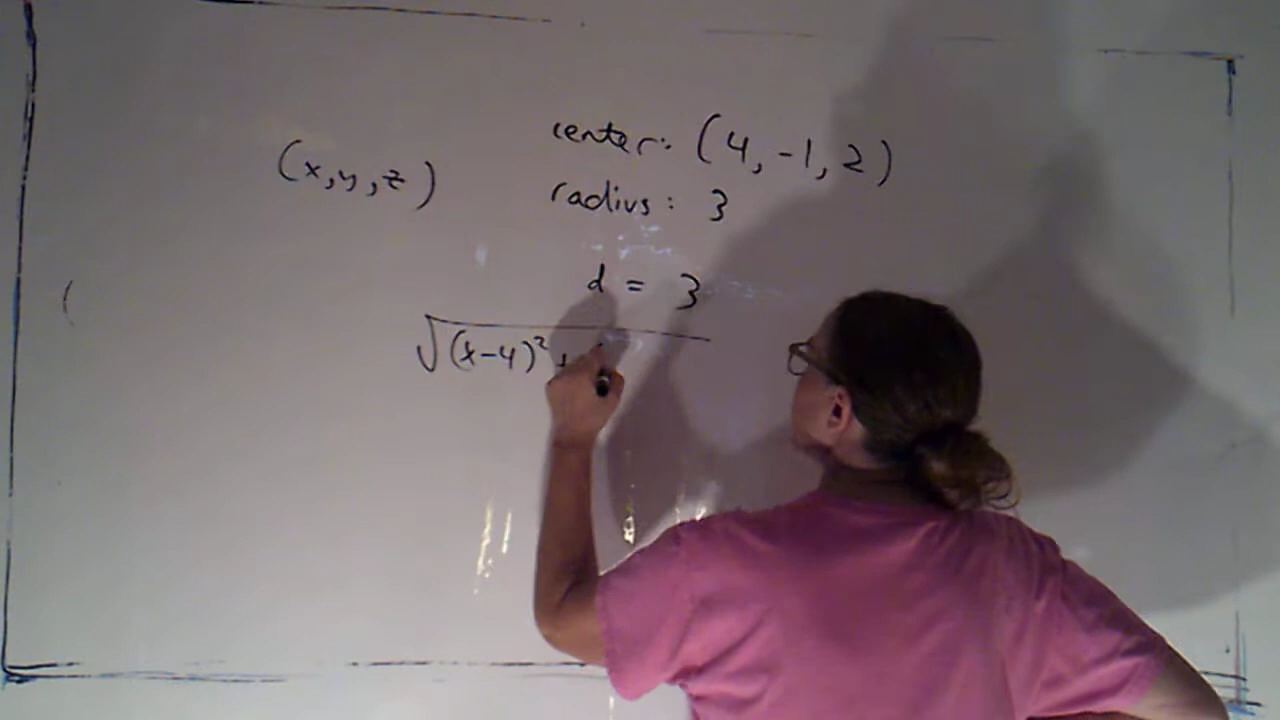 center: (4, -1, 2)
(x, y, z)
radius: 3
d = 3
(
√(x-4)² +